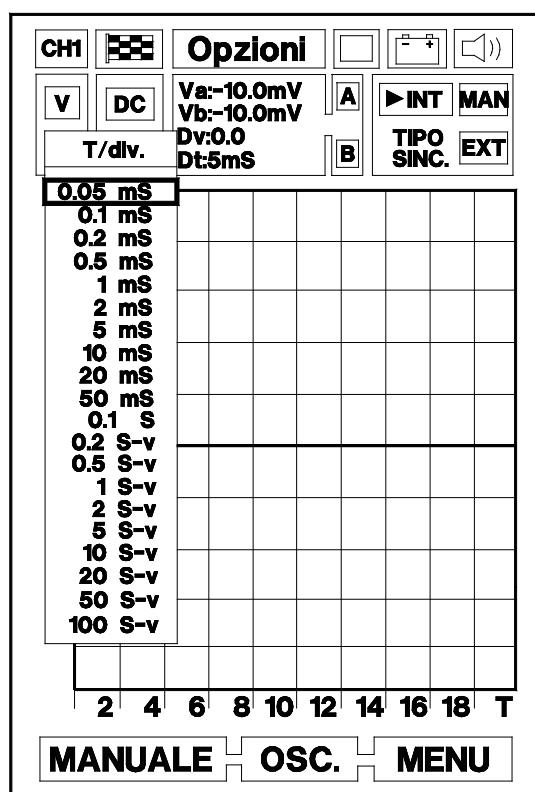 CH1 Opzioni
V DC Va:-10.0mV A ►INT MAN
Vb:-10.0mV
T/div. Dv:0.0 B TIPO SINC. EXT
Dt:5mS
0.05 mS
0.1 mS
0.2 mS
0.5 mS
1 mS
2 mS
5 mS
10 mS
20 mS
50 mS
0.1 S
0.2 S-v
0.5 S-v
1 S-v
2 S-v
5 S-v
10 S-v
20 S-v
50 S-v
100 S-v
2 4 6 8 10 12 14 16 18 T
MANUALE OSC. MENU